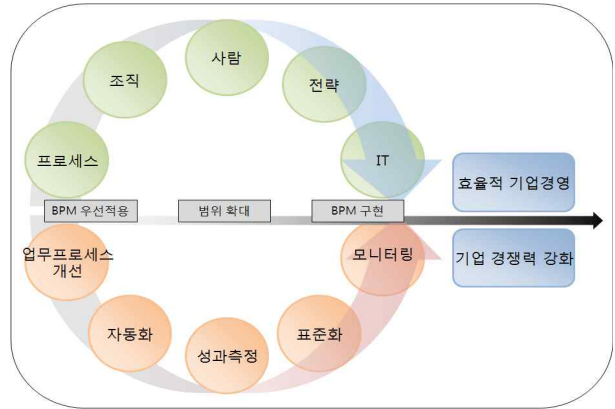 사람
조직
전략
프로세스
IT
효율적 기업경영
BPM 우선적용
범위 확대
BPM 구현
업무프로세스
개선
모니터링
기업 경쟁력 강화
자동화
성과측정
표준화